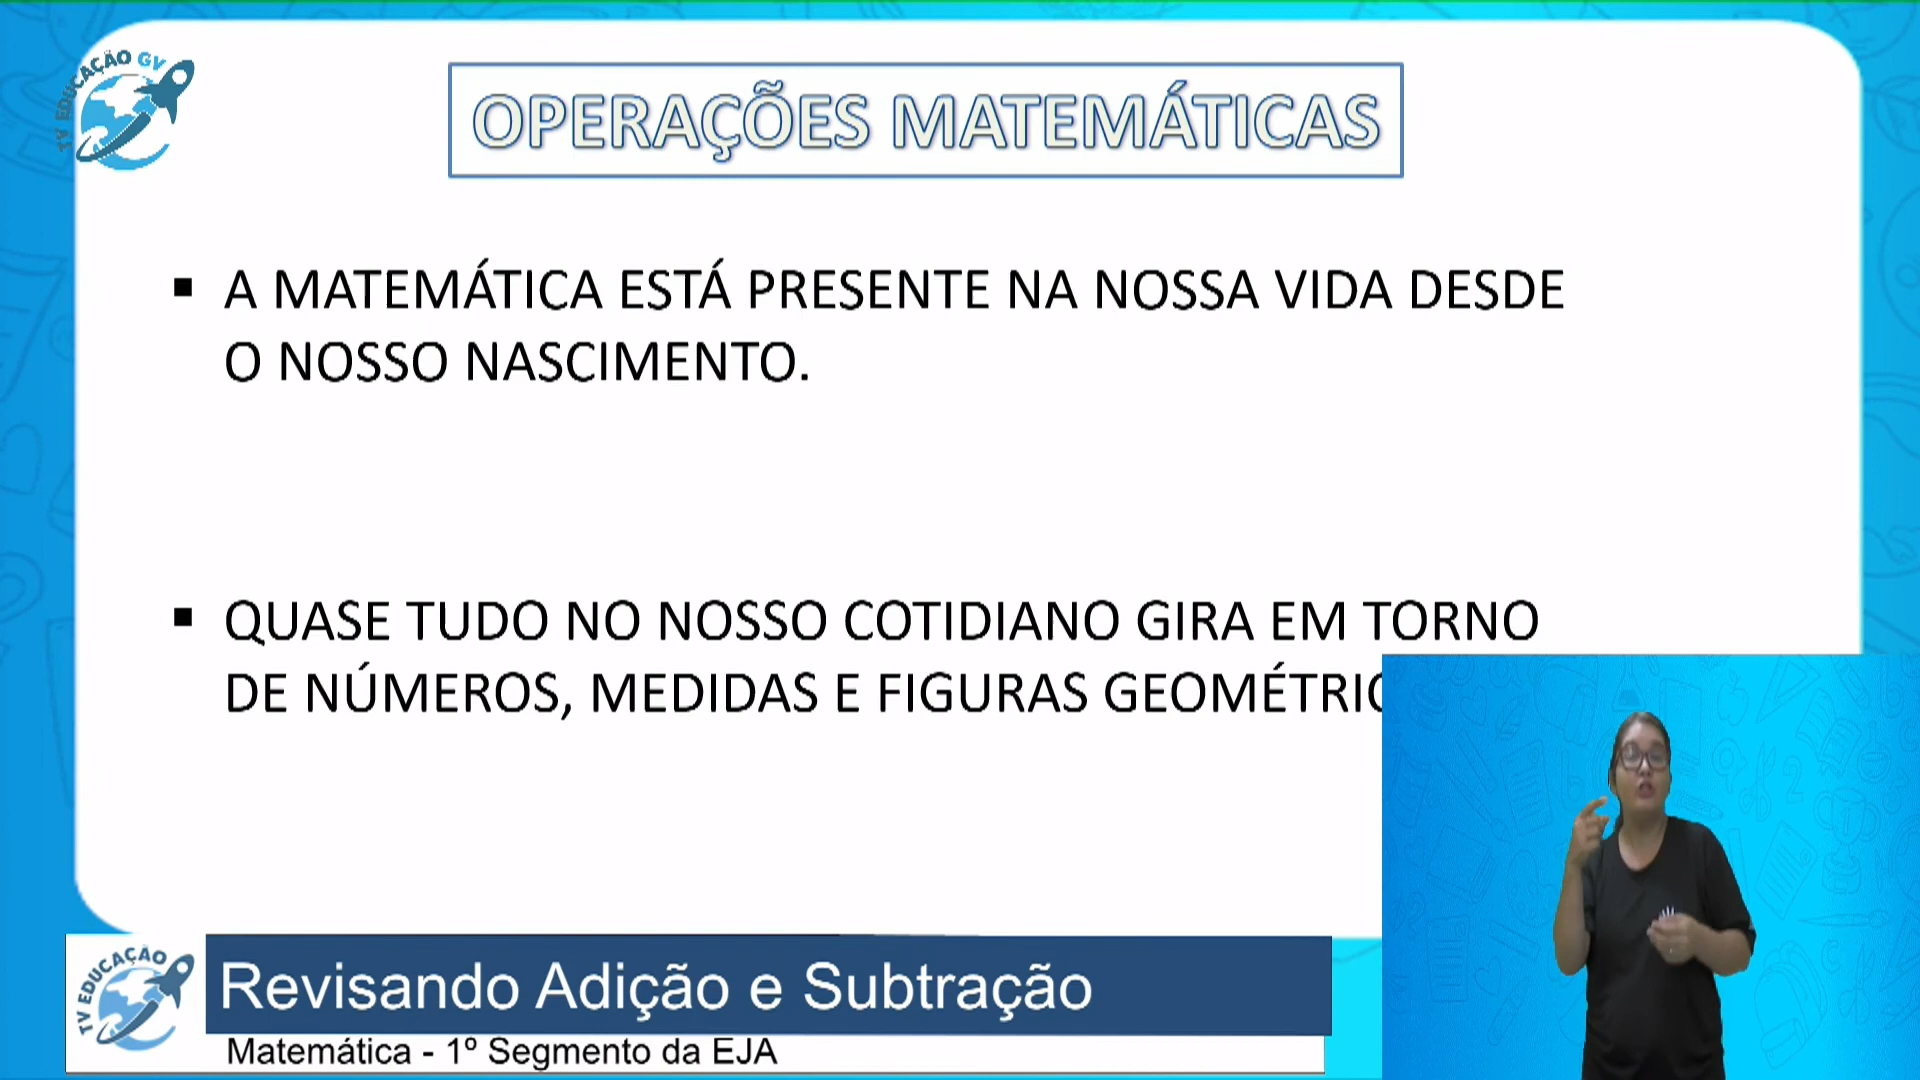 TV EDUCAÇÃO GV
OPERAÇÕES MATEMÁTICAS
▪ A MATEMÁTICA ESTÁ PRESENTE NA NOSSA VIDA DESDE
O NOSSO NASCIMENTO.
▪ QUASE TUDO NO NOSSO COTIDIANO GIRA EM TORNO
DE NÚMEROS, MEDIDAS E FIGURAS
TV EDUCAÇÃO
Revisando Adição e Subtração
Matemática - 1º Segmento da EJA